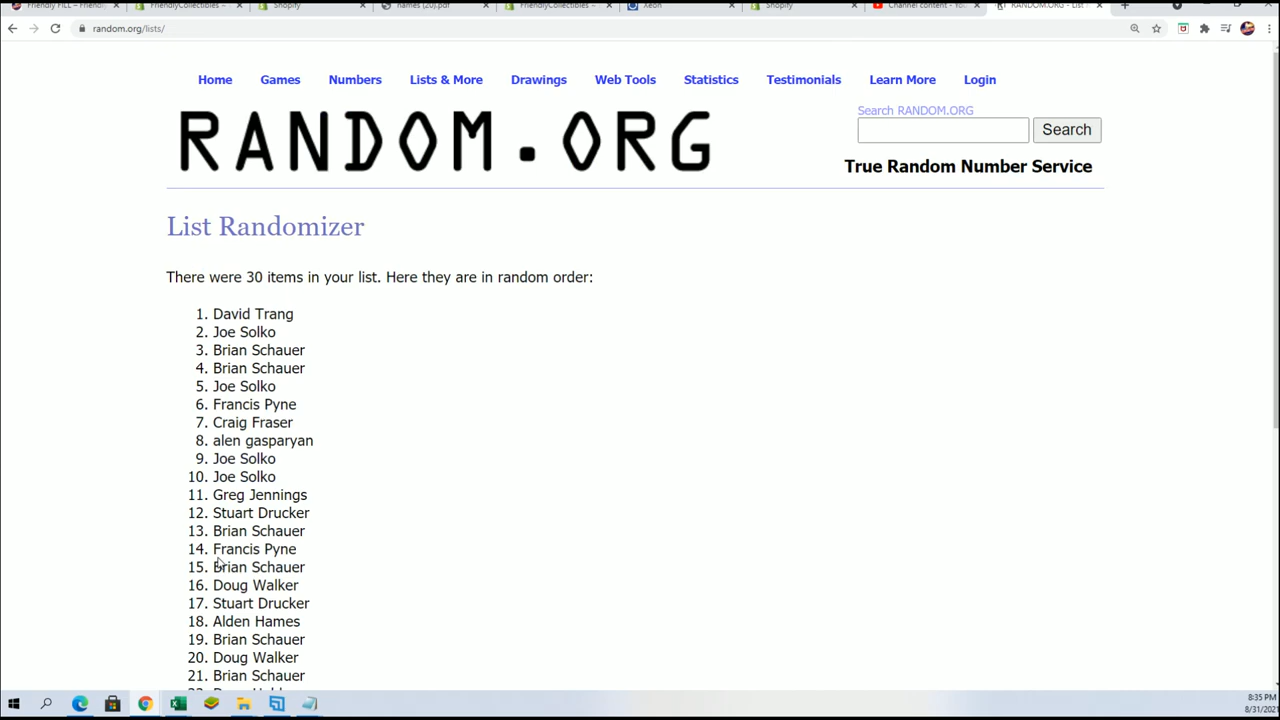 Friendly FILL – Friendl
FriendlyCollectibles –
Shopify
names (20).pdf
FriendlyCollectibles –
Xeon
Shopify
Channel content - You
RANDOM.ORG - List
random.org/lists/
Home Games Numbers Lists & More Drawings Web Tools Statistics Testimonials Learn More Login
RANDOM.ORG
Search RANDOM.ORG
Search
True Random Number Service
List Randomizer
There were 30 items in your list. Here they are in random order:
1. David Trang
2. Joe Solko
3. Brian Schauer
4. Brian Schauer
5. Joe Solko
6. Francis Pyne
7. Craig Fraser
8. alen gasparyan
9. Joe Solko
10. Joe Solko
11. Greg Jennings
12. Stuart Drucker
13. Brian Schauer
14. Francis Pyne
15. Brian Schauer
16. Doug Walker
17. Stuart Drucker
18. Alden Hames
19. Brian Schauer
20. Doug Walker
21. Brian Schauer
8:35 PM
8/31/2021